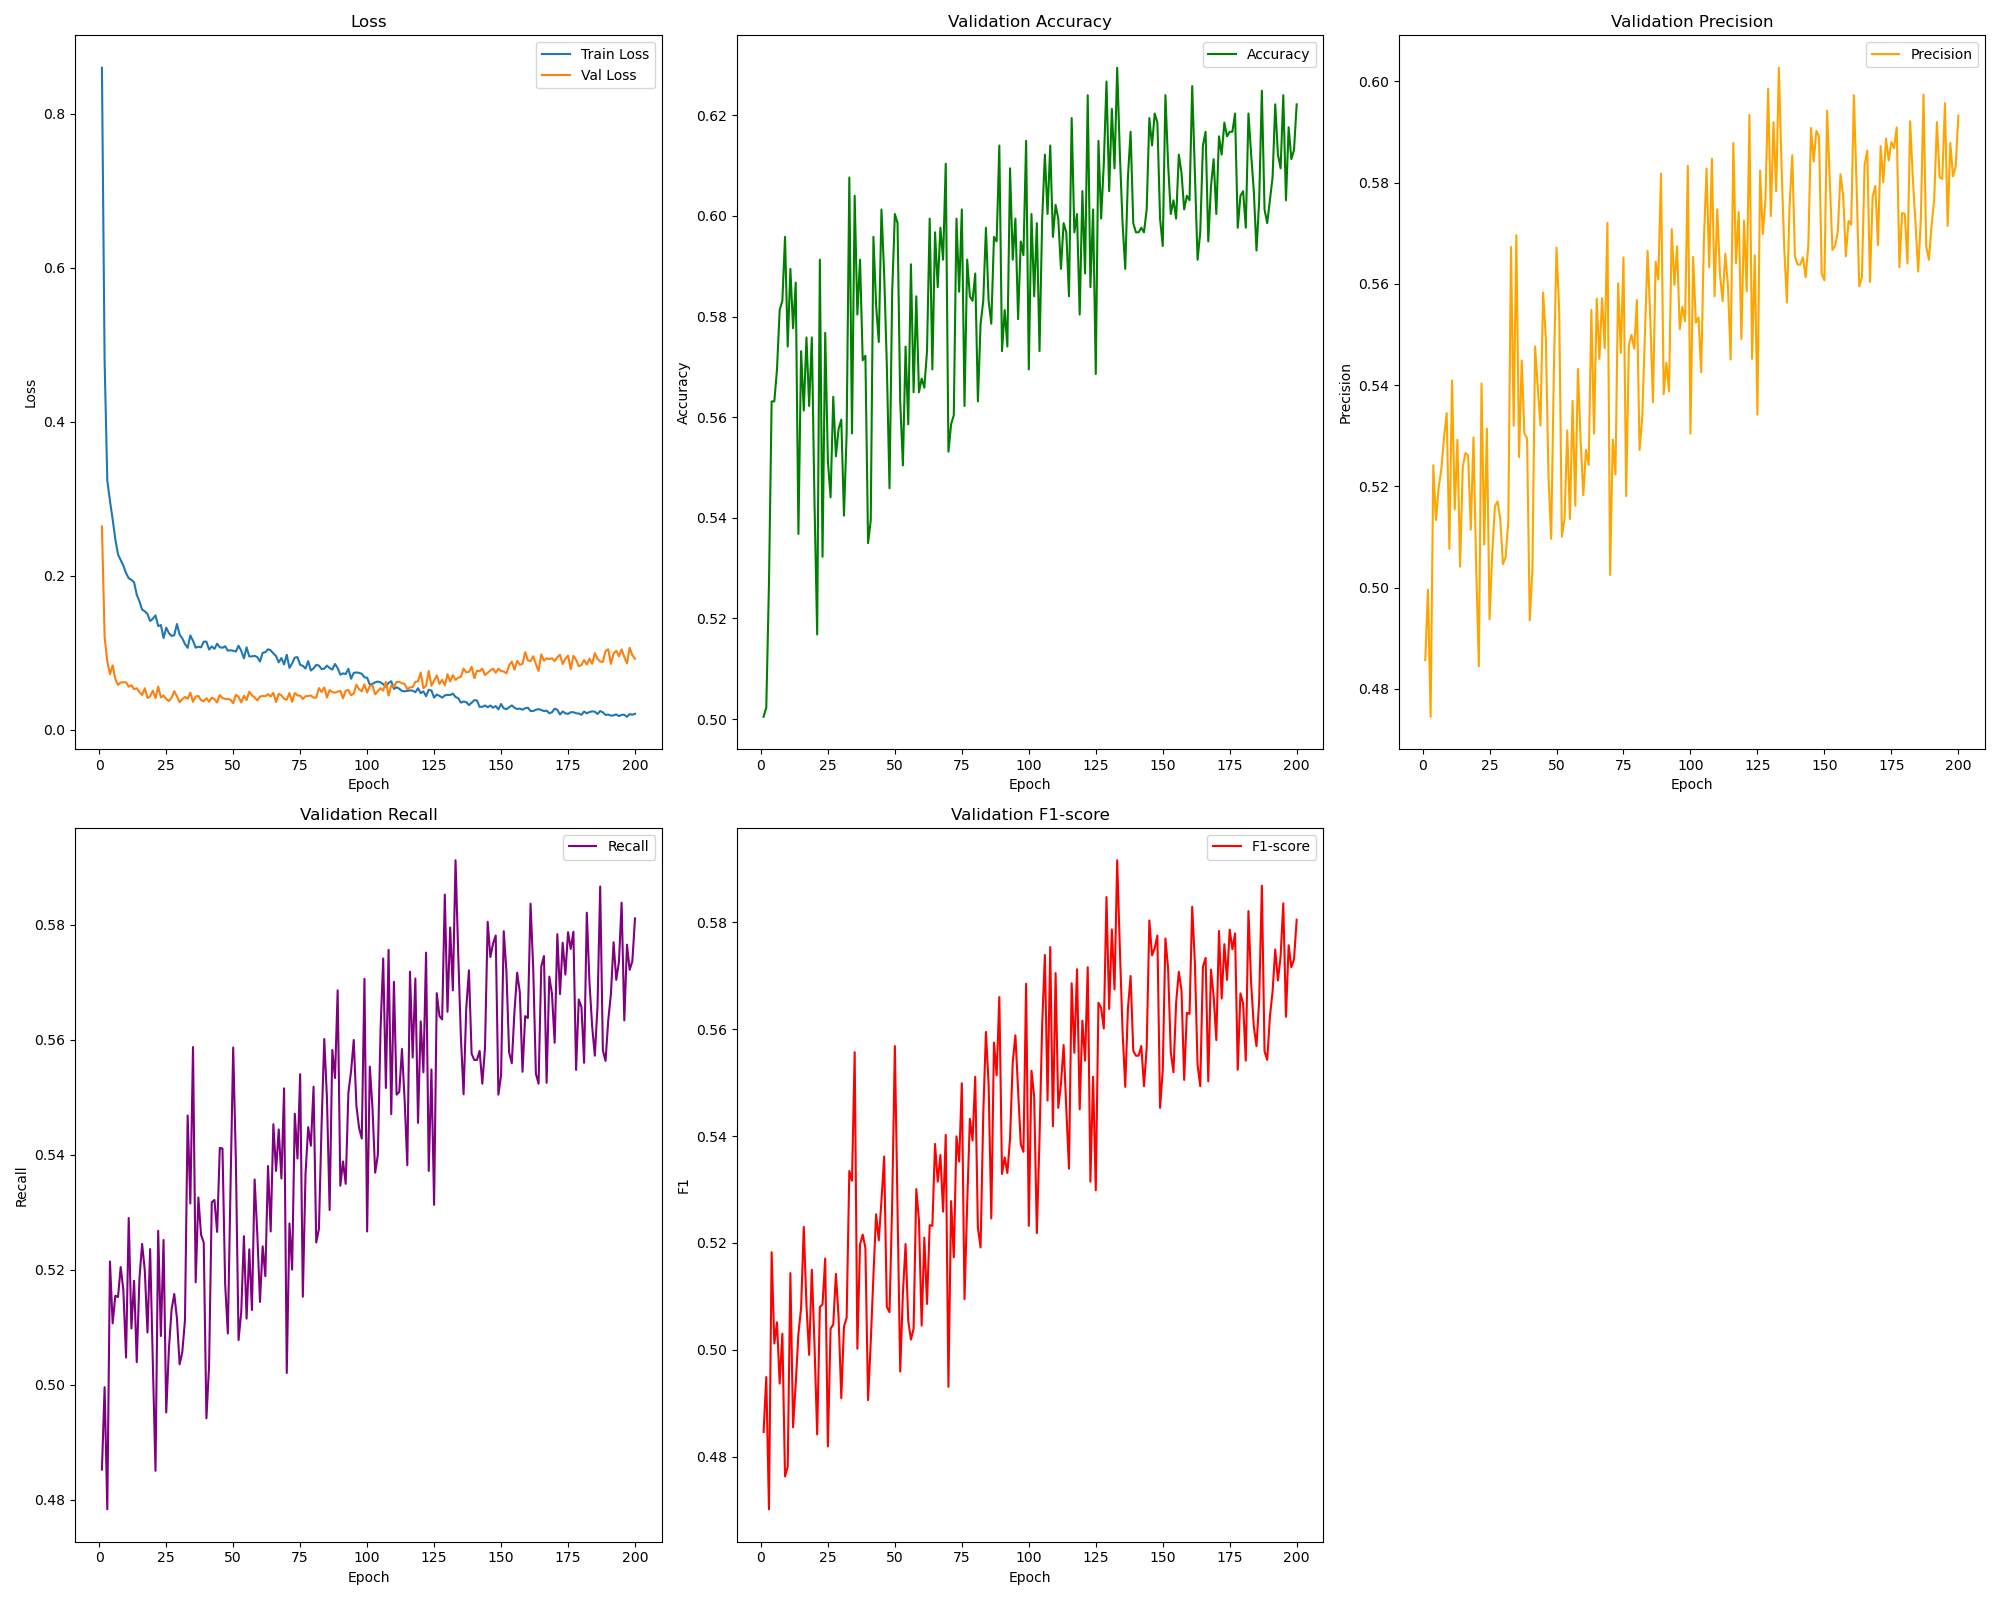 Loss
Train Loss
Val Loss
0.8
0.6
0.4
0.2
0.0
Loss
0 25 50 75 100 125 150 175 200
Epoch
Validation Accuracy
Accuracy
0.62
0.60
0.58
0.56
0.54
0.52
0.50
Accuracy
0 25 50 75 100 125 150 175 200
Epoch
Validation Precision
Precision
0.60
0.58
0.56
0.54
0.52
0.50
0.48
Precision
0 25 50 75 100 125 150 175 200
Epoch
Validation Recall
Recall
0.58
0.56
0.54
0.52
0.50
0.48
Recall
0 25 50 75 100 125 150 175 200
Epoch
Validation F1-score
F1-score
0.58
0.56
0.54
0.52
0.50
0.48
F1
0 25 50 75 100 125 150 175 200
Epoch